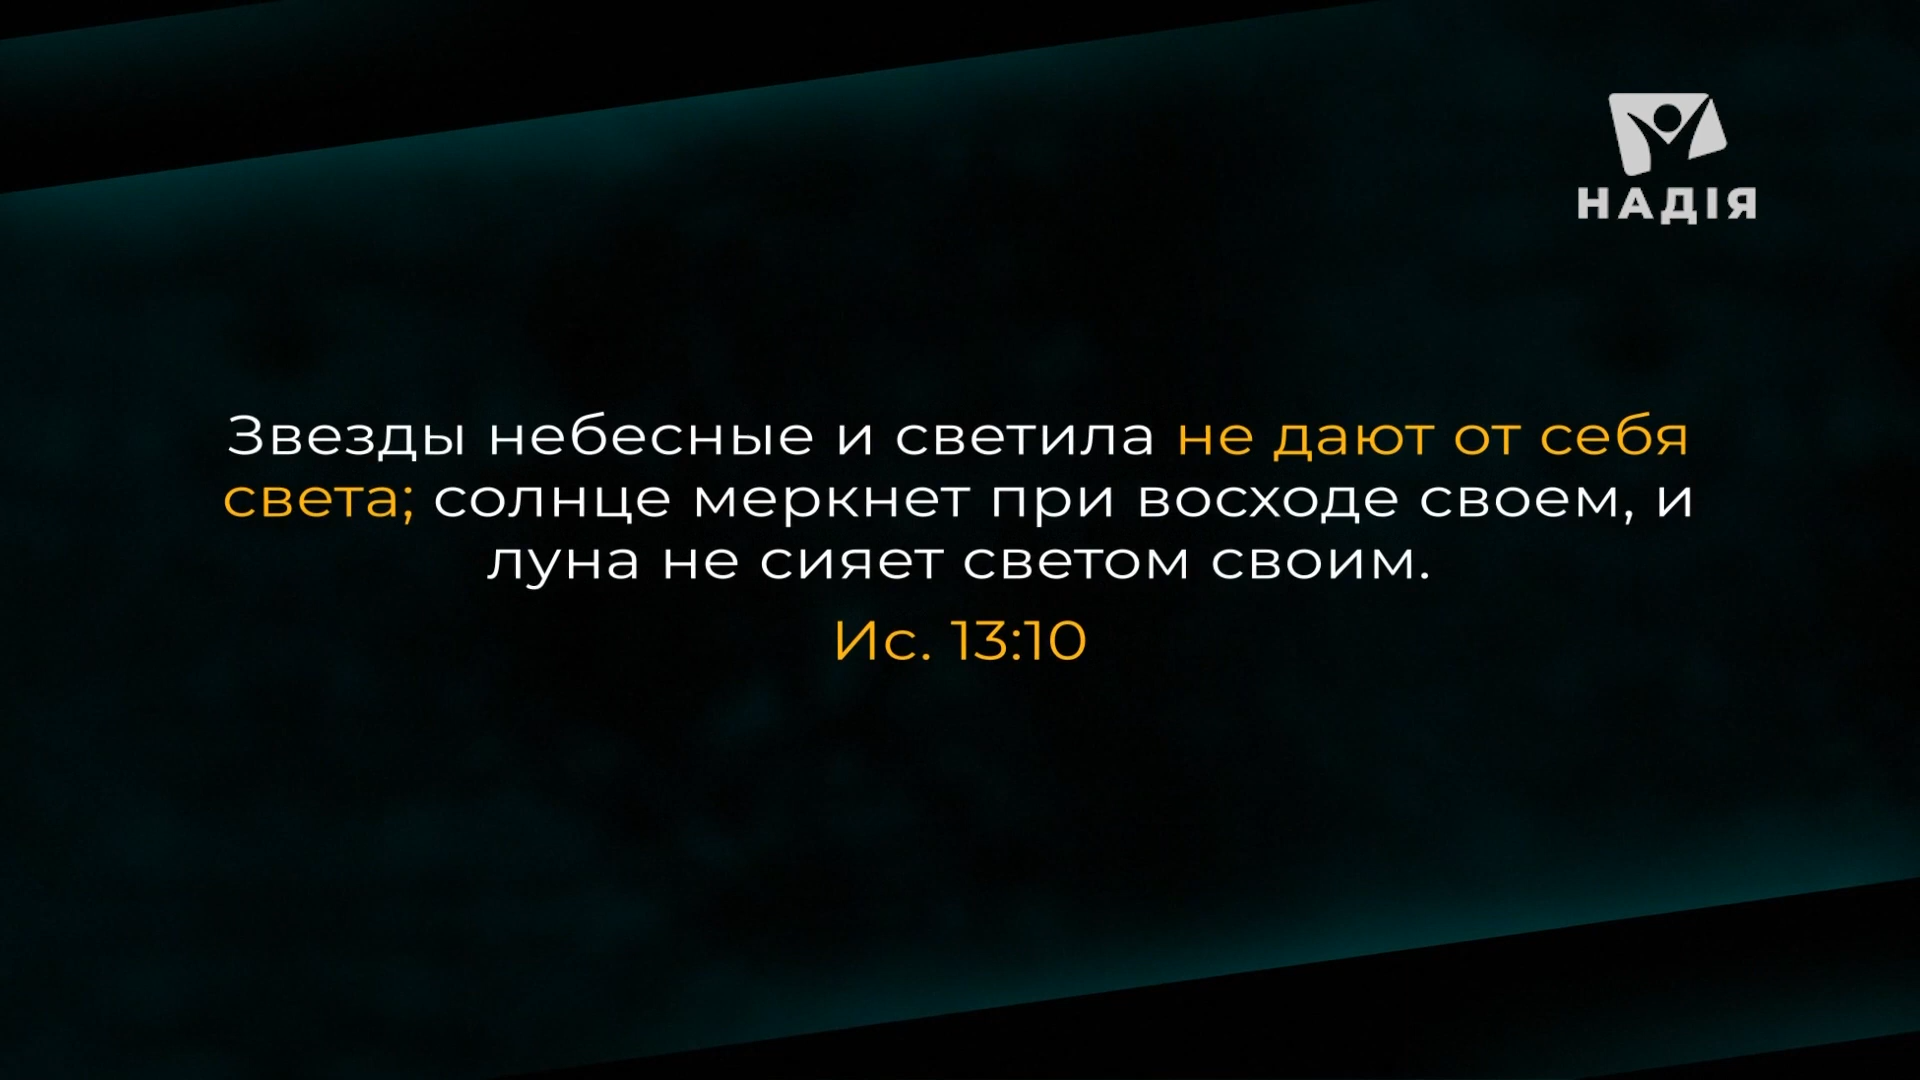 НАДІЯ
Звезды небесные и светила не дают от себя
света; солнце меркнет при восходе своем, и
луна не сияет светом своим.
Ис. 13:10